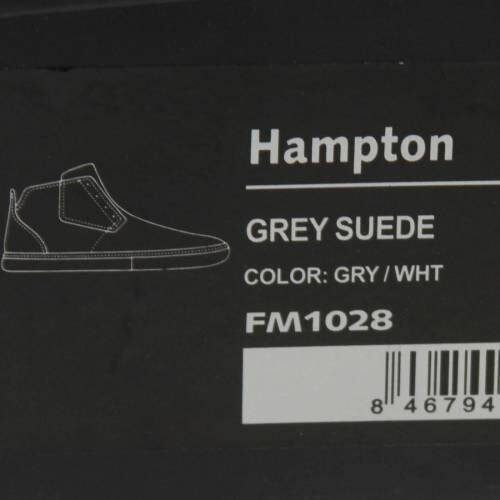 Hampton
GREY SUEDE
COLOR: GRY / WHT
FM1028
8 46794